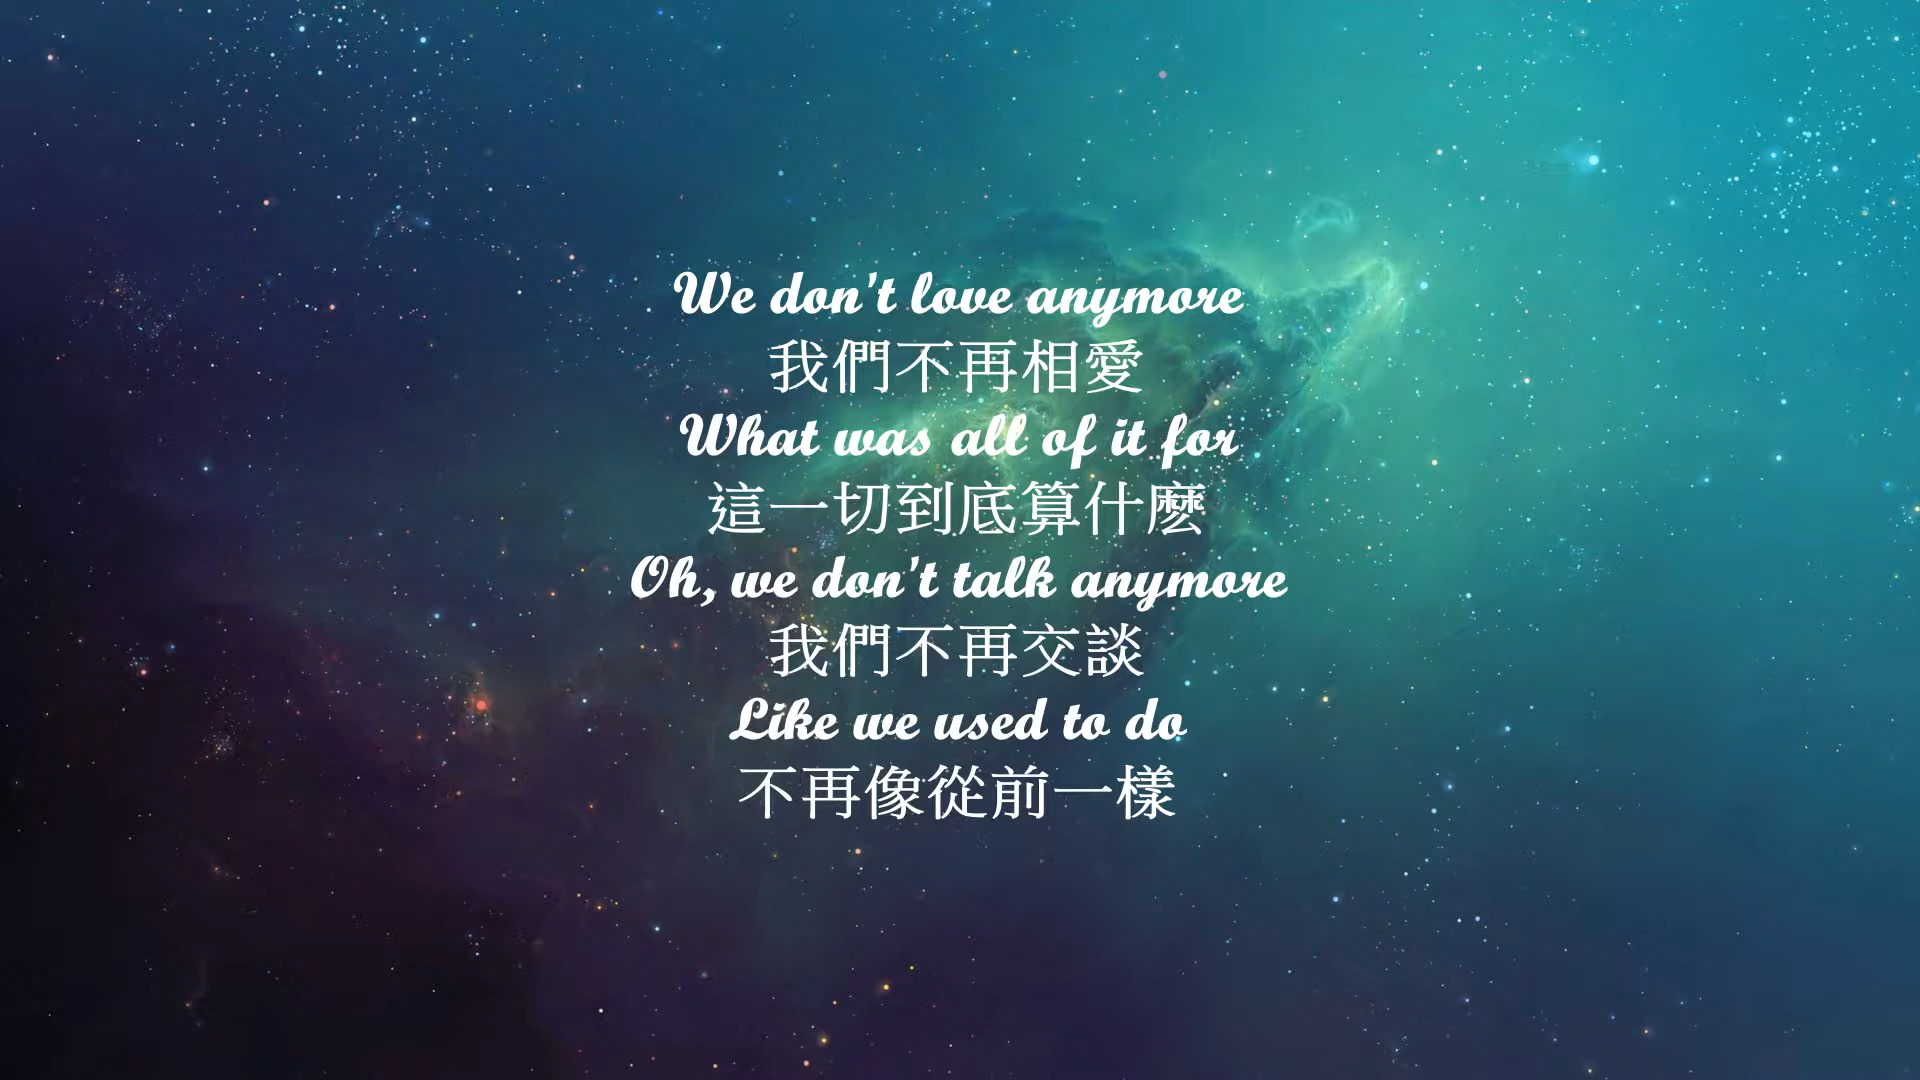 We don't love anymore
我們不再相愛
What was all of it for
這一切到底算什麽
Oh, we don't talk anymore
我們不再交談
Like we used to do
不再像從前一樣